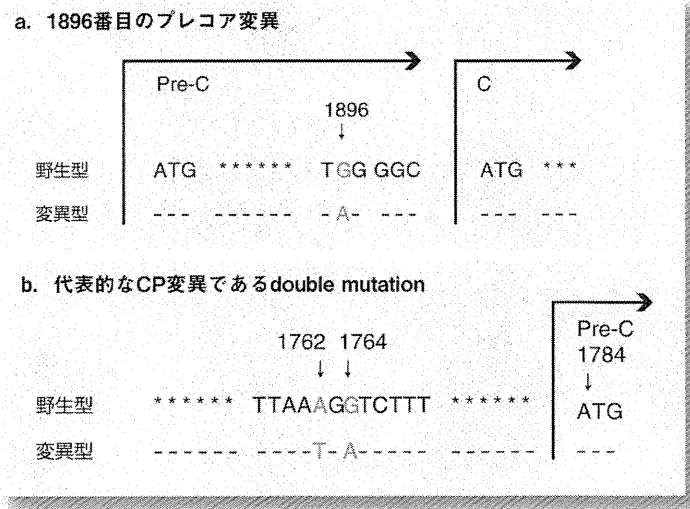 a. 1896番目のプレコア変異
Pre-C C
1896
↓
野生型 ATG ****** TGG GGC ATG ***
変異型 --- ------ -A- --- --- ---
b. 代表的なCP変異であるdouble mutation
Pre-C
1762 1764 1784
↓ ↓ ↓
野生型 ****** TTAAAGGTCTTT ****** ATG
変異型 ------ ----T-A----- ------ ---